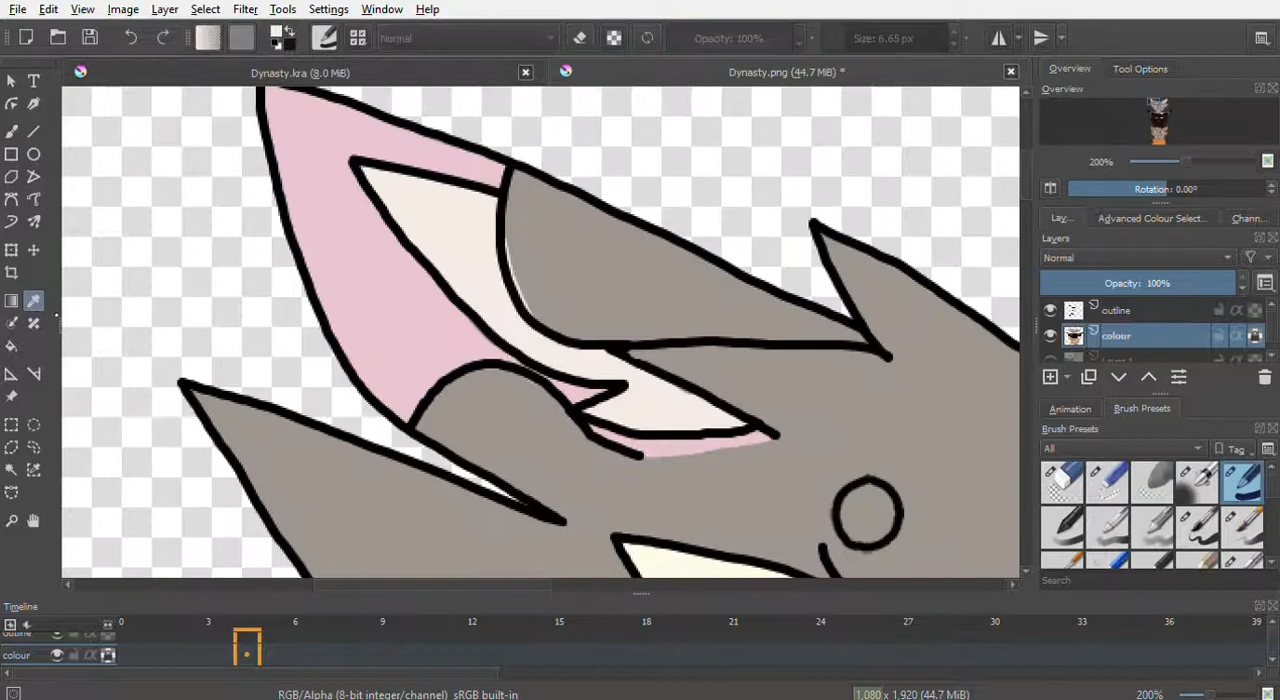 File Edit View Image Layer Select Filter Tools Settings Window Help
Normal Opacity: 100% Size: 6.65 px
Dynasty.kra (8.0 MiB) Dynasty.png (44.7 MiB) *
Overview Tool Options
Overview
100%
Rotation: 0.00°
Lay... Advanced Colour Select... Chann...
Layers
Normal
Opacity: 100%
outline
colour
Animation Brush Presets
Brush Presets
All Tag
Search
Timeline
0 3 6 9 12 15 18 21 24 27 30 33 36 39
outline
colour
RGB/Alpha (8-bit integer/channel) sRGB built-in 1,080 x 1,920 (44.7 MiB) 200%